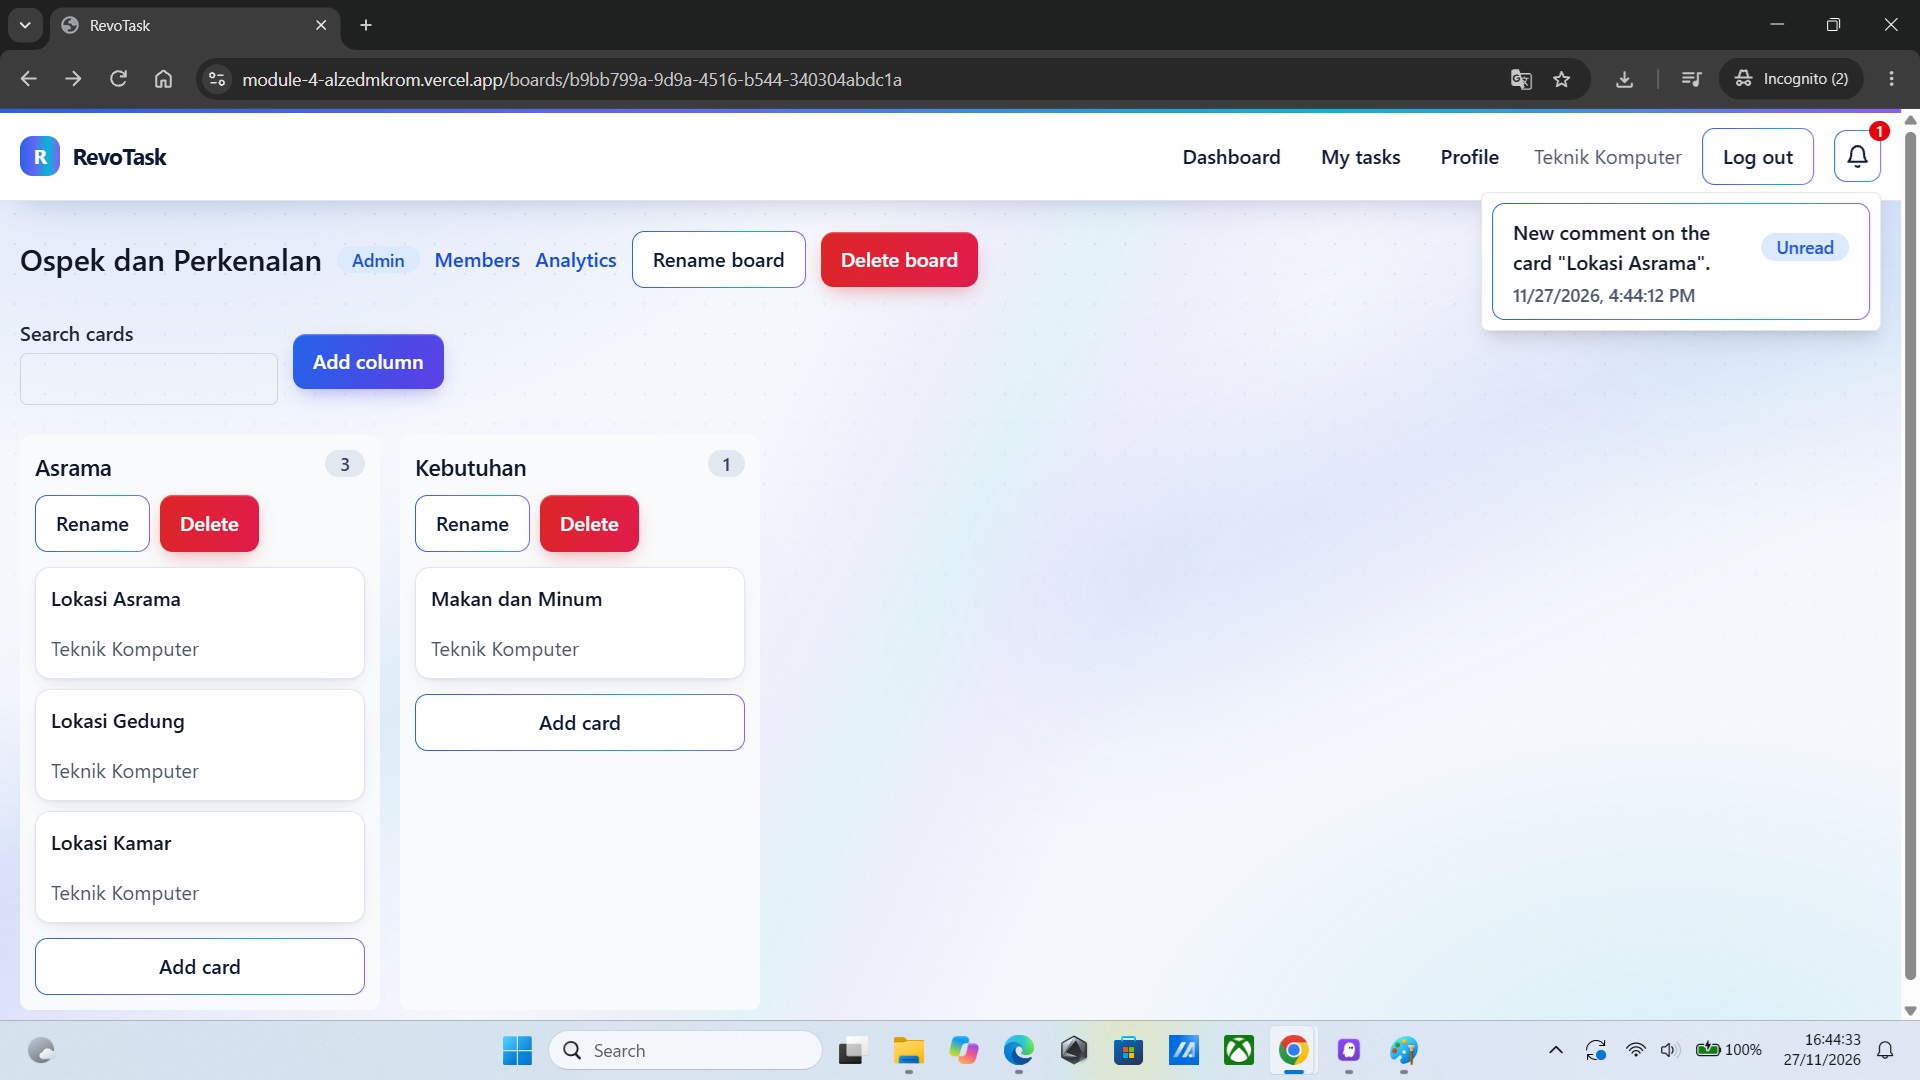 RevoTask
module-4-alzedmkrom.vercel.app/boards/b9bb799a-9d9a-4516-b544-340304abdc1a
Incognito (2)
R RevoTask
Dashboard My tasks Profile Teknik Komputer Log out 1
Ospek dan Perkenalan Admin Members Analytics Rename board Delete board
New comment on the
card "Lokasi Asrama".
Unread
11/27/2026, 4:44:12 PM
Search cards
Add column
Asrama 3
Rename Delete
Lokasi Asrama
Teknik Komputer
Lokasi Gedung
Teknik Komputer
Lokasi Kamar
Teknik Komputer
Add card
Kebutuhan 1
Rename Delete
Makan dan Minum
Teknik Komputer
Add card
Search
100%
16:44:33
27/11/2026